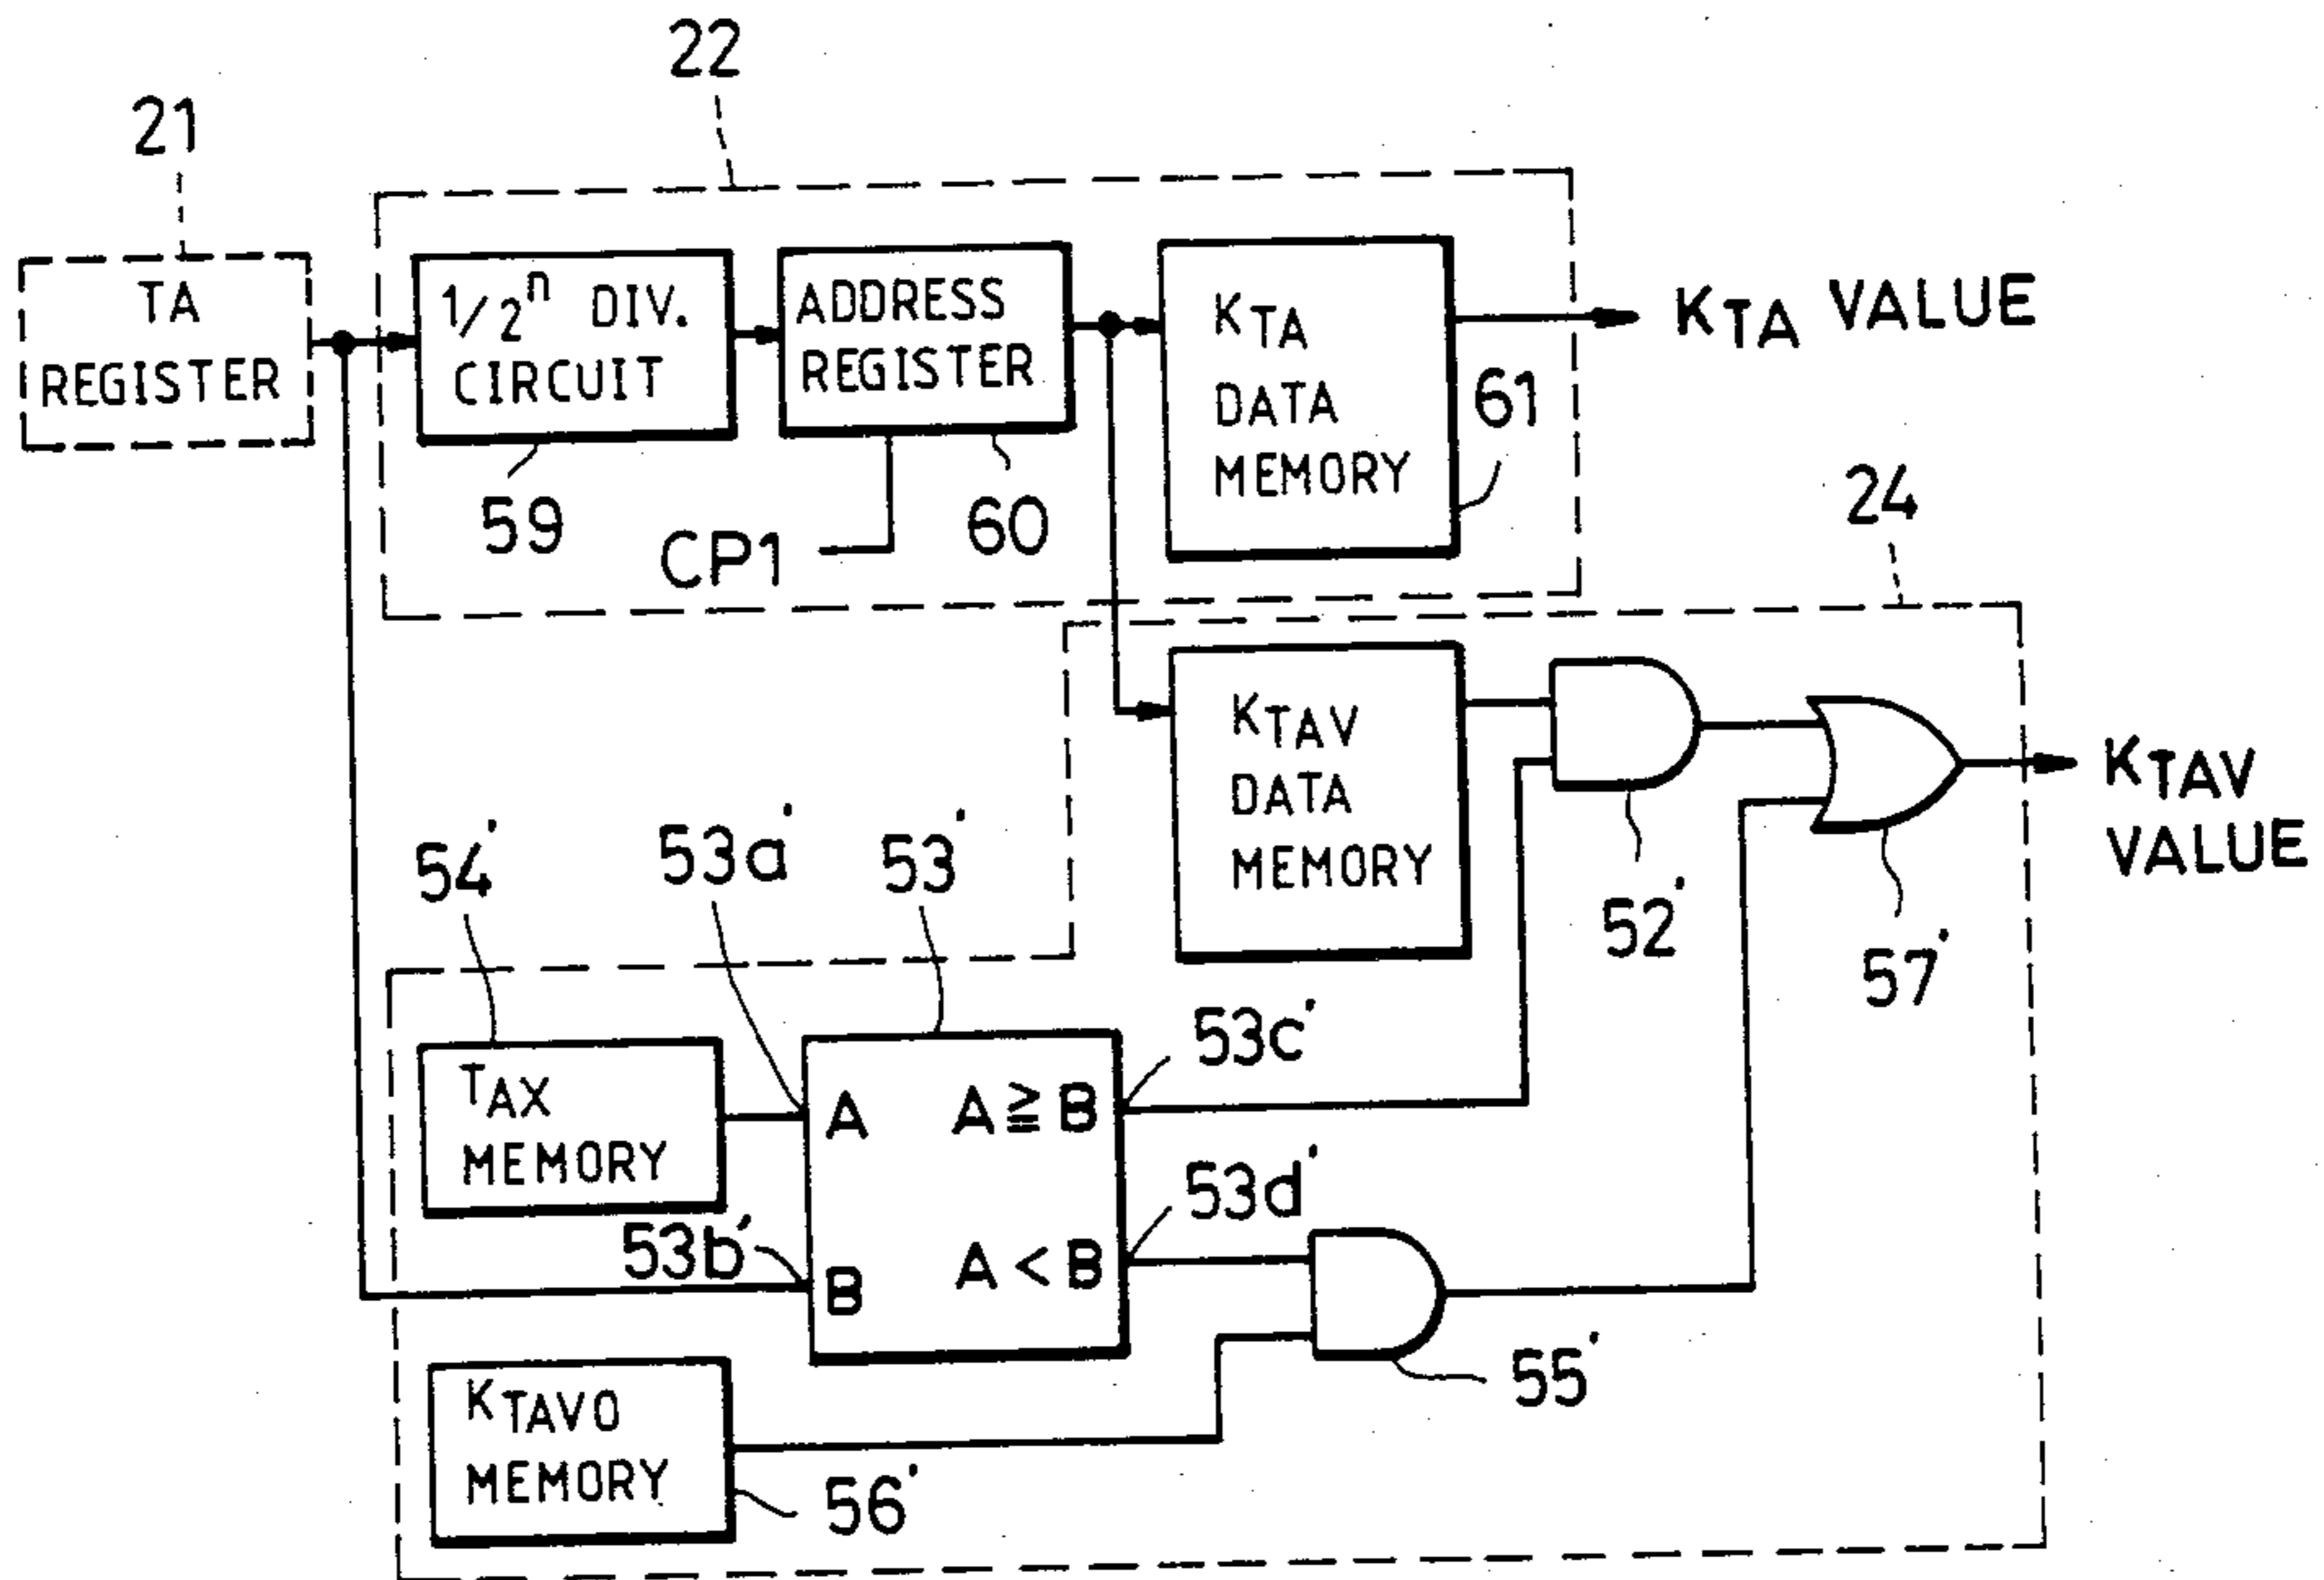 22
21
TA
REGISTER
1/2ⁿ DIV.
CIRCUIT
ADDRESS
REGISTER
KTA
DATA
MEMORY
KTA VALUE
61
59
CP1
60
24
KTAV
DATA
MEMORY
KTAV
VALUE
52'
57'
54'
53a'
53'
53c'
TAX
MEMORY
A
A ≧ B
53d'
53b'
B
A < B
KTAVO
MEMORY
56'
55'